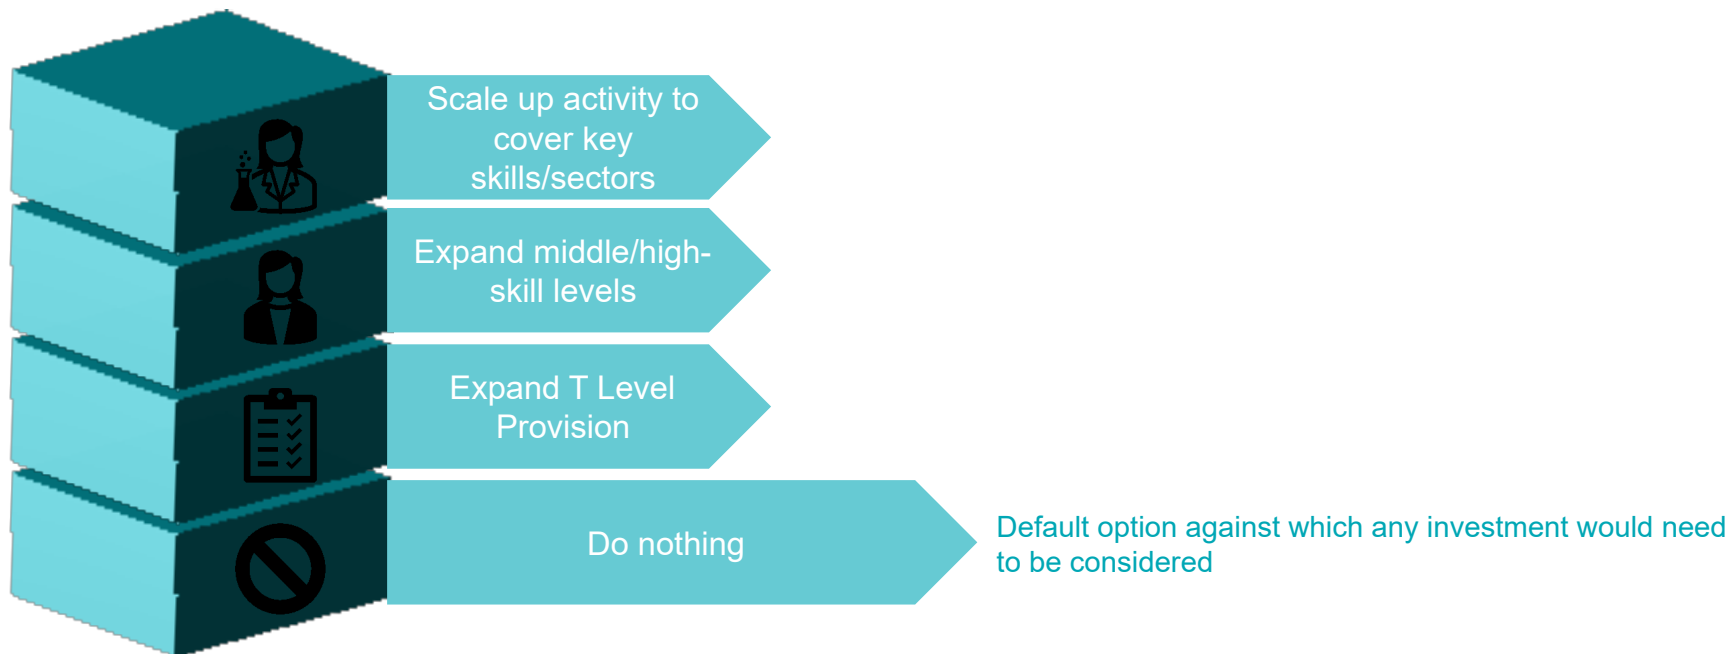 Scale up activity to
cover key
skills/sectors
Expand middle/high-
skill levels
Expand T Level
Provision
Do nothing
Default option against which any investment would need
to be considered